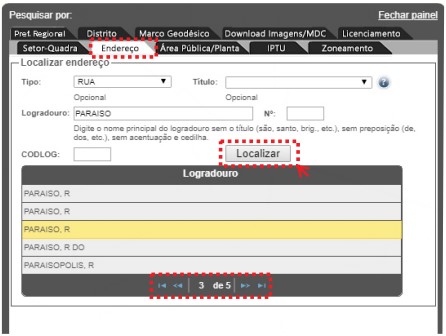 Pesquisar por: Fechar painel
Pref. Regional Distrito Marco Geodésico Download Imagens/MDC Licenciamento
Setor-Quadra Endereço Área Pública/Planta IPTU Zoneamento
Localizar endereço
Tipo: RUA Título:
Opcional Opcional
Logradouro: PARAISO Nº:
Digite o nome principal do logradouro sem o título (são, santo, brig., etc.), sem preposição (de,
dos, etc.), sem acentuação e cedilha.
CODLOG: Localizar
Logradouro
PARAISO, R
PARAISO, R
PARAISO, R
PARAISO, R DO
PARAISOPOLIS, R
3 de 5